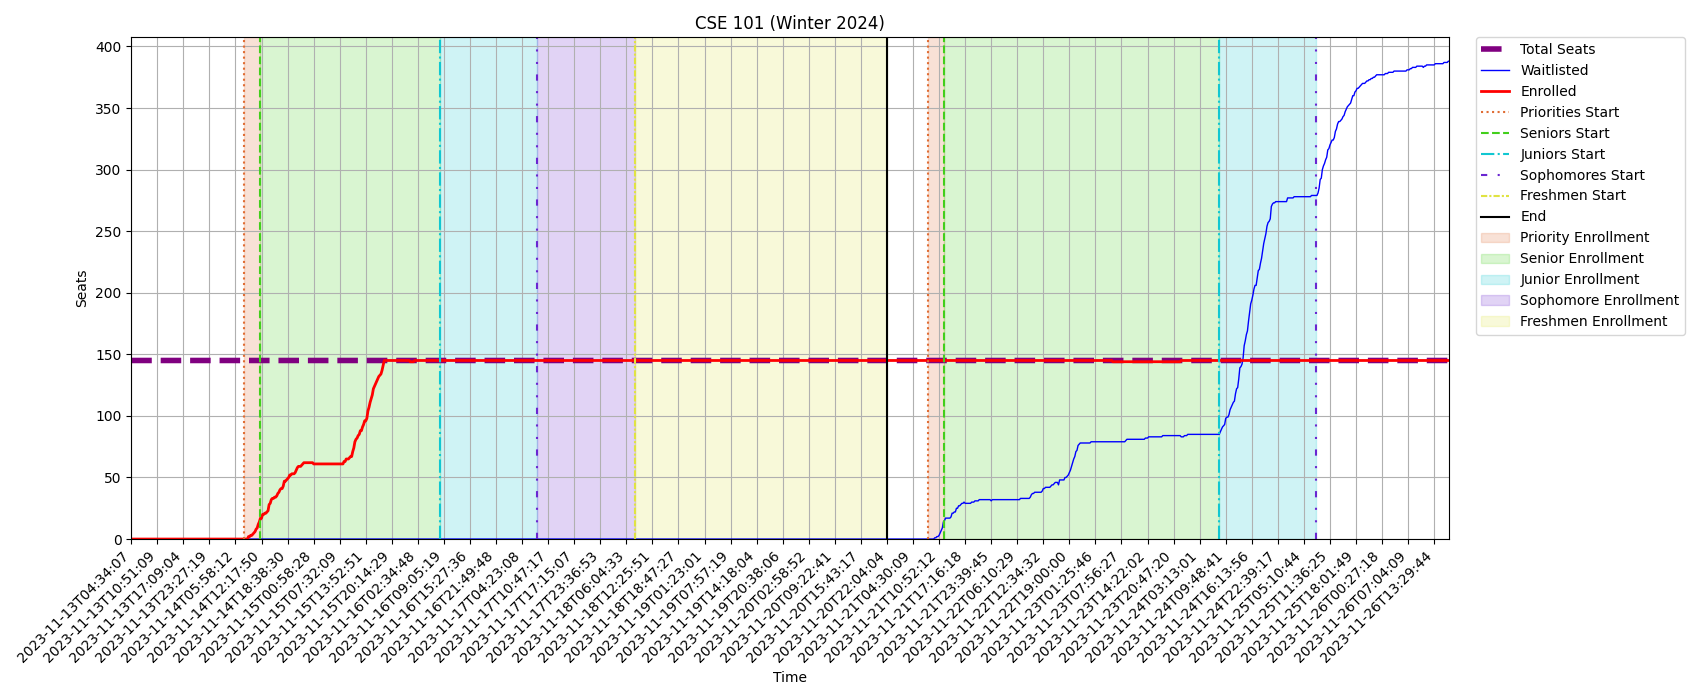 CSE 101 (Winter 2024)
Seats
400
350
300
250
200
150
100
50
0
2023-11-13T04:34:07
2023-11-13T10:51:09
2023-11-13T17:09:04
2023-11-13T23:27:19
2023-11-14T05:58:12
2023-11-14T12:17:50
2023-11-14T18:38:30
2023-11-15T00:58:28
2023-11-15T07:32:09
2023-11-15T13:52:51
2023-11-15T20:14:29
2023-11-16T02:34:48
2023-11-16T09:05:19
2023-11-16T15:27:36
2023-11-16T21:49:48
2023-11-17T04:23:08
2023-11-17T10:47:17
2023-11-17T17:15:07
2023-11-17T23:36:53
2023-11-18T06:04:33
2023-11-18T12:25:51
2023-11-18T18:47:27
2023-11-19T01:23:01
2023-11-19T07:57:19
2023-11-19T14:18:04
2023-11-19T20:38:06
2023-11-20T02:58:52
2023-11-20T09:22:41
2023-11-20T15:43:17
2023-11-20T22:04:04
2023-11-21T04:30:09
2023-11-21T10:52:12
2023-11-21T17:16:18
2023-11-21T23:39:45
2023-11-22T06:10:29
2023-11-22T12:34:32
2023-11-22T19:00:00
2023-11-23T01:25:46
2023-11-23T07:56:27
2023-11-23T14:22:02
2023-11-23T20:47:20
2023-11-24T03:13:01
2023-11-24T09:48:41
2023-11-24T16:13:56
2023-11-24T22:39:17
2023-11-25T05:10:44
2023-11-25T11:36:25
2023-11-25T18:01:49
2023-11-26T00:27:18
2023-11-26T07:04:09
2023-11-26T13:29:44
Time
Total Seats
Waitlisted
Enrolled
Priorities Start
Seniors Start
Juniors Start
Sophomores Start
Freshmen Start
End
Priority Enrollment
Senior Enrollment
Junior Enrollment
Sophomore Enrollment
Freshmen Enrollment